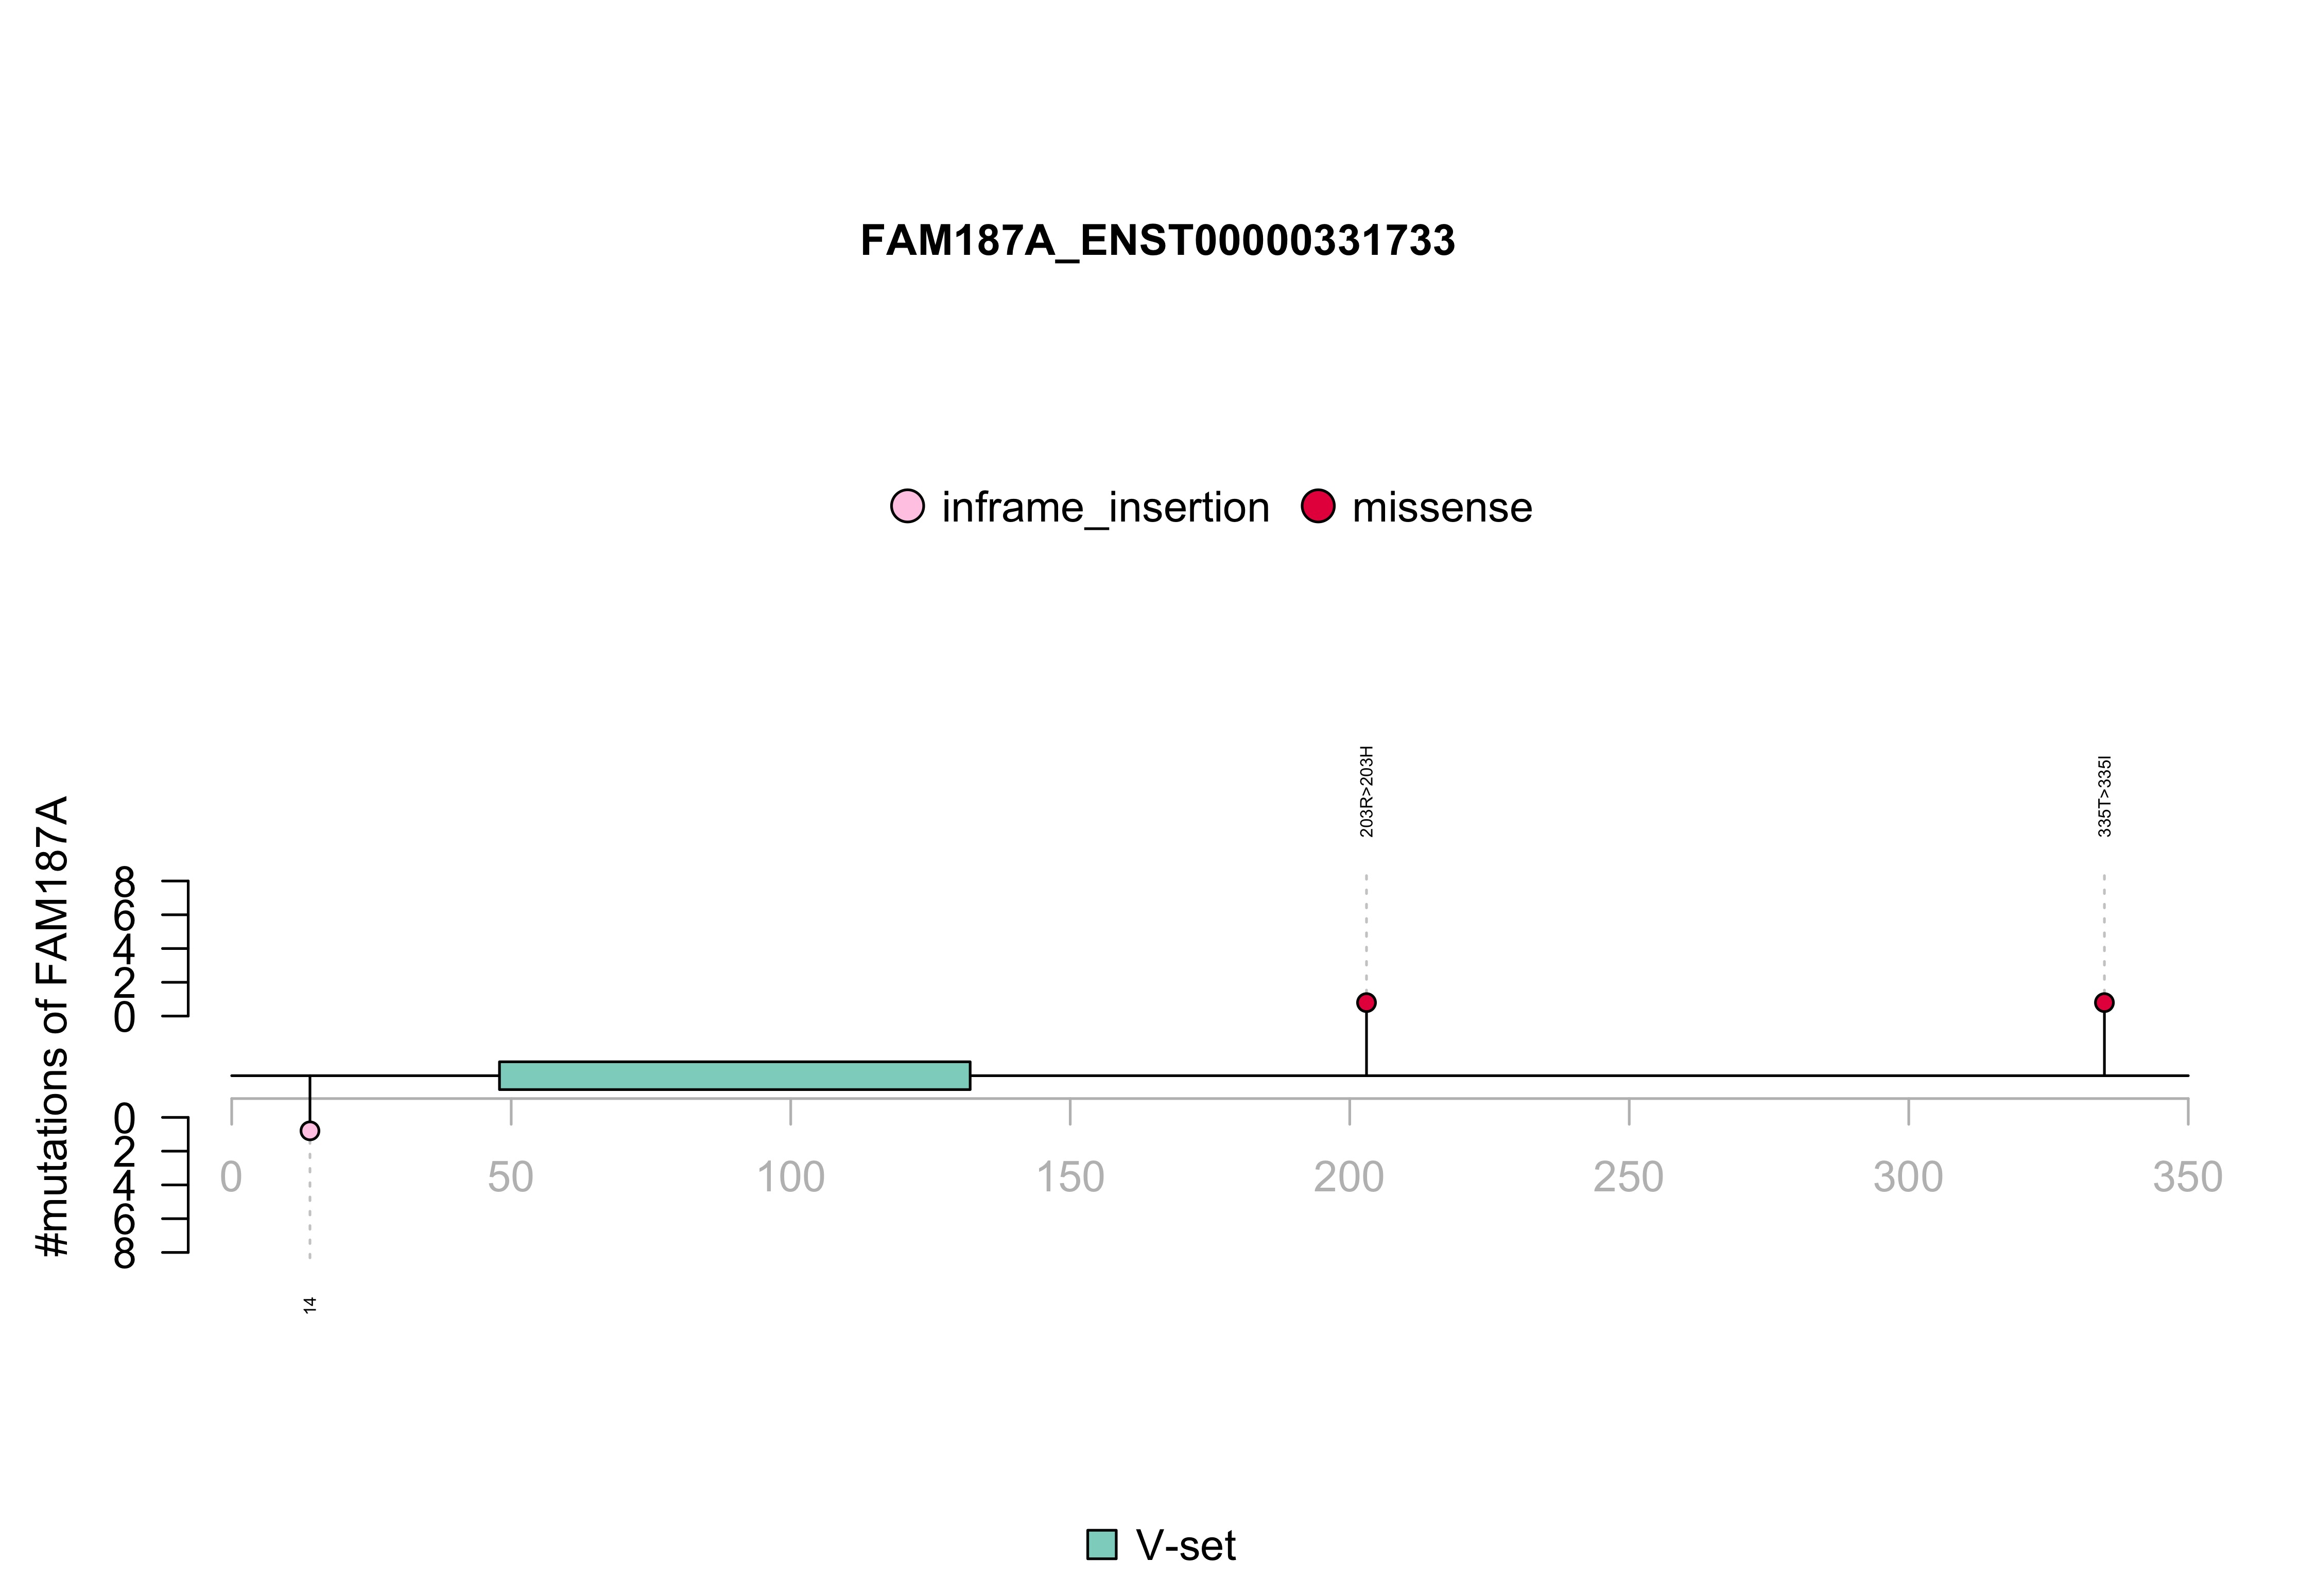 FAM187A_ENST00000331733
inframe_insertion missense
203R>203H
335T>335I
#mutations of FAM187A
8
6
4
2
0
0
2
4
6
8
0 50 100 150 200 250 300 350
14
V-set